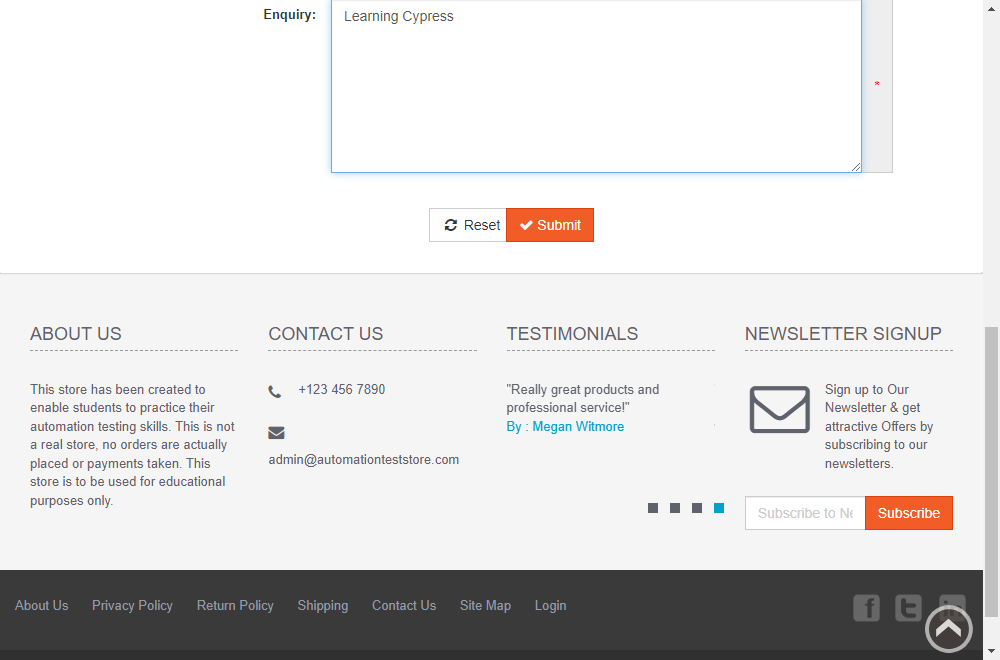 Enquiry:
Learning Cypress
*
Reset
Submit
ABOUT US
This store has been created to
enable students to practice their
automation testing skills. This is not
a real store, no orders are actually
placed or payments taken. This
store is to be used for educational
purposes only.
CONTACT US
+123 456 7890
admin@automationteststore.com
TESTIMONIALS
"Really great products and
professional service!"
By : Megan Witmore
NEWSLETTER SIGNUP
Sign up to Our
Newsletter & get
attractive Offers by
subscribing to our
newsletters.
Subscribe to Ne
Subscribe
About Us Privacy Policy Return Policy Shipping Contact Us Site Map Login